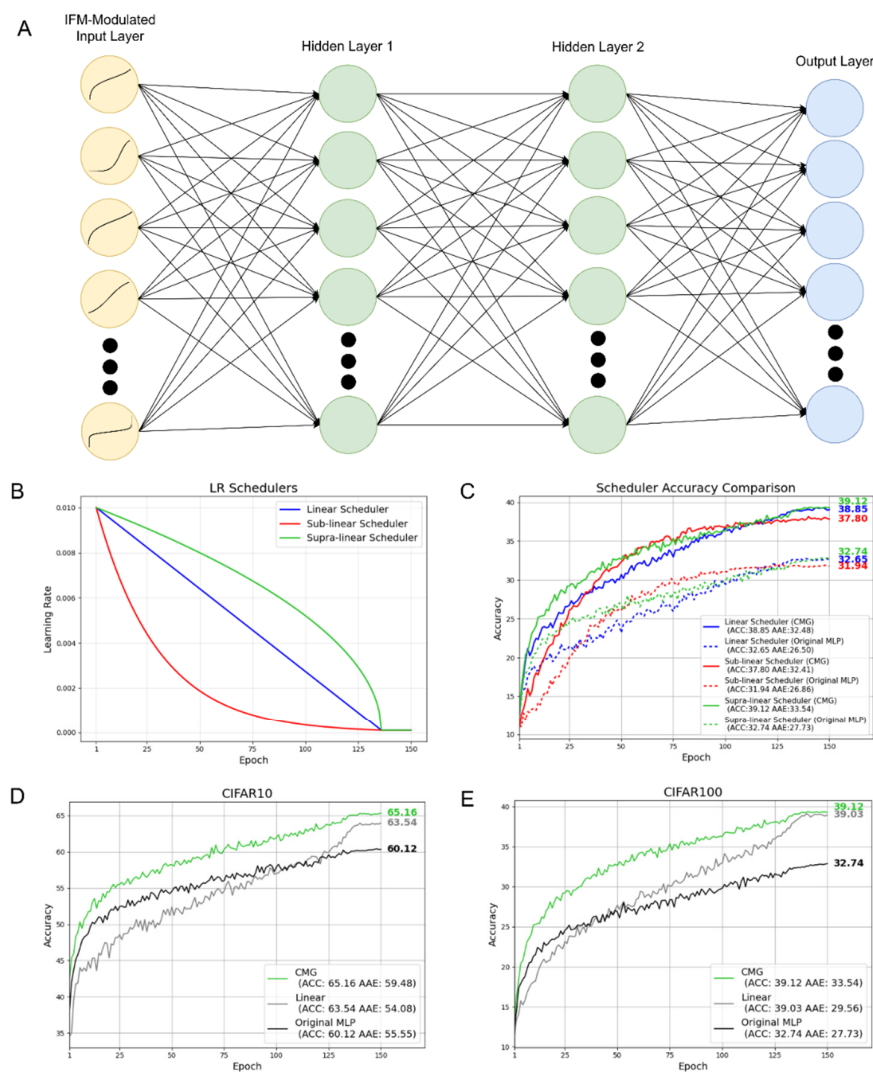 A
IFM-Modulated
Input Layer
Hidden Layer 1
Hidden Layer 2
Output Layer
B
LR Schedulers
Learning Rate
0.010
0.008
0.006
0.004
0.002
0.000
Linear Scheduler
Sub-linear Scheduler
Supra-linear Scheduler
1 25 50 75 100 125 150
Epoch
C
Scheduler Accuracy Comparison
Accuracy
40
35
30
25
20
15
10
39.12
38.85
37.80
32.74
32.65
31.94
Linear Scheduler (CMG)
(ACC:38.85 AAE:32.48)
Linear Scheduler (Original MLP)
(ACC:32.65 AAE:26.50)
Sub-linear Scheduler (CMG)
(ACC:37.80 AAE:32.41)
Sub-linear Scheduler (Original MLP)
(ACC:31.94 AAE:26.86)
Supra-linear Scheduler (CMG)
(ACC:39.12 AAE:33.54)
Supra-linear Scheduler (Original MLP)
(ACC:32.74 AAE:27.73)
1 25 50 75 100 125 150
Epoch
D
CIFAR10
Accuracy
65
60
55
50
45
40
35
65.16
63.54
60.12
CMG
(ACC: 65.16 AAE: 59.48)
Linear
(ACC: 63.54 AAE: 54.08)
Original MLP
(ACC: 60.12 AAE: 55.55)
1 25 50 75 100 125 150
Epoch
E
CIFAR100
Accuracy
40
35
30
25
20
15
10
39.12
39.03
32.74
CMG
(ACC: 39.12 AAE: 33.54)
Linear
(ACC: 39.03 AAE: 29.56)
Original MLP
(ACC: 32.74 AAE: 27.73)
1 25 50 75 100 125 150
Epoch